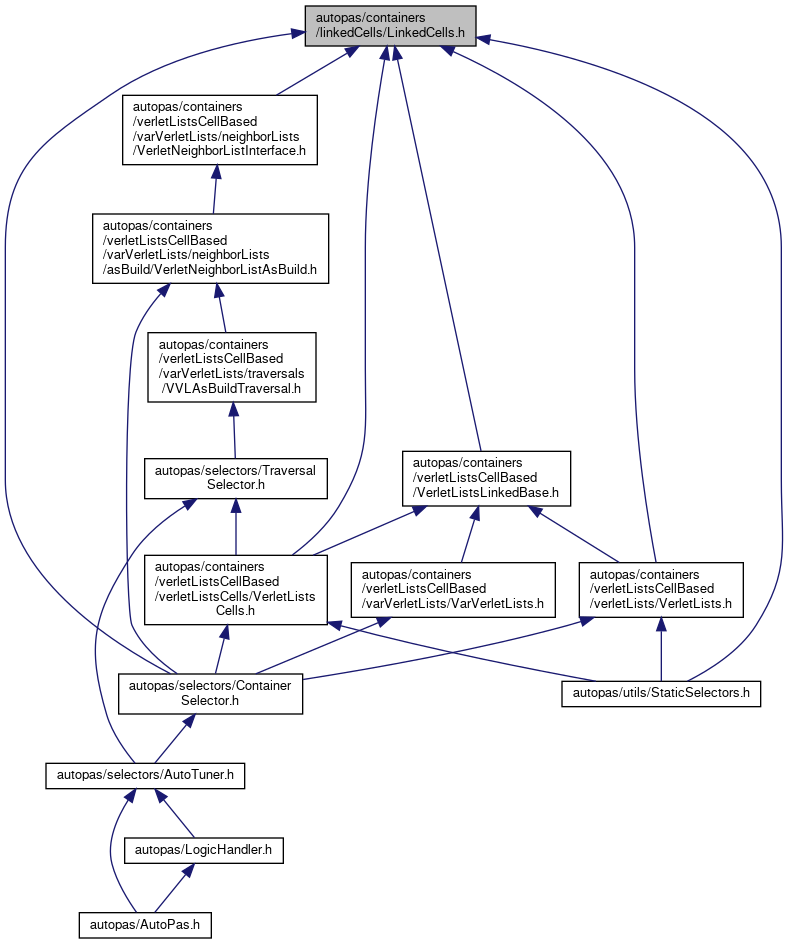 autopas/containers
/linkedCells/LinkedCells.h
autopas/containers
/verletListsCellBased
/varVerletLists/neighborLists
/VerletNeighborListInterface.h
autopas/containers
/verletListsCellBased
/varVerletLists/neighborLists
/asBuild/VerletNeighborListAsBuild.h
autopas/containers
/verletListsCellBased
/varVerletLists/traversals
/VVLAsBuildTraversal.h
autopas/selectors/Traversal
Selector.h
autopas/containers
/verletListsCellBased
/VerletListsLinkedBase.h
autopas/containers
/verletListsCellBased
/verletListsCells/VerletLists
Cells.h
autopas/containers
/verletListsCellBased
/varVerletLists/VarVerletLists.h
autopas/containers
/verletListsCellBased
/verletLists/VerletLists.h
autopas/selectors/Container
Selector.h
autopas/utils/StaticSelectors.h
autopas/selectors/AutoTuner.h
autopas/LogicHandler.h
autopas/AutoPas.h